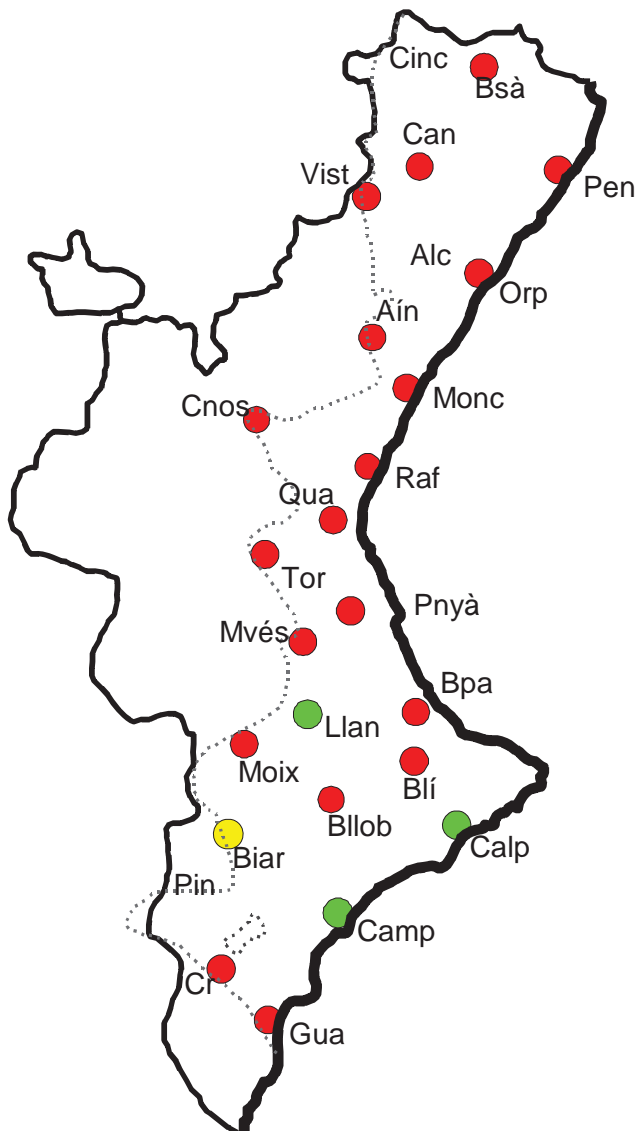 Cinc
Bsà
Can
Vist
Pen
Alc
Orp
Aín
Monc
Cnos
Raf
Qua
Tor
Pnyà
Mvés
Bpa
Llan
Moix
Blí
Bllob
Calp
Biar
Pin
Camp
Cr
Gua